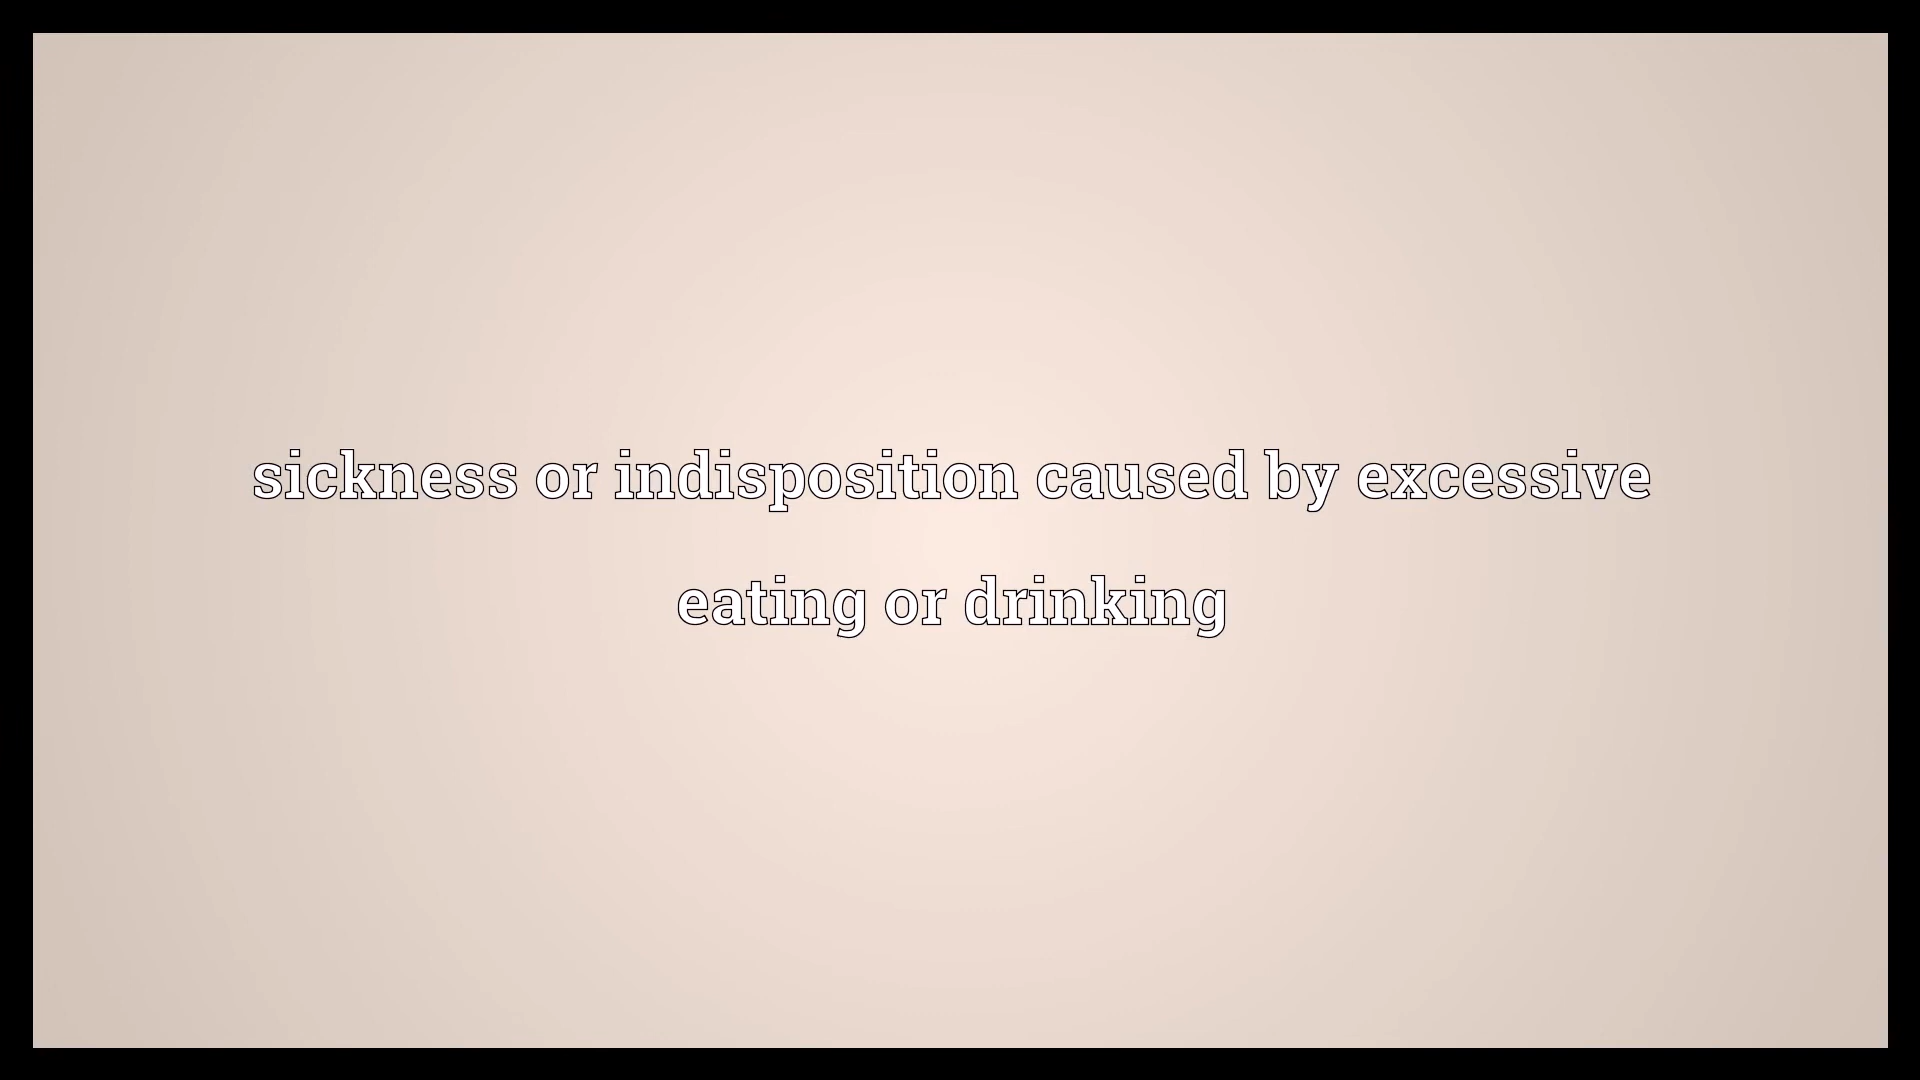 sickness or indisposition caused by excessive
eating or drinking